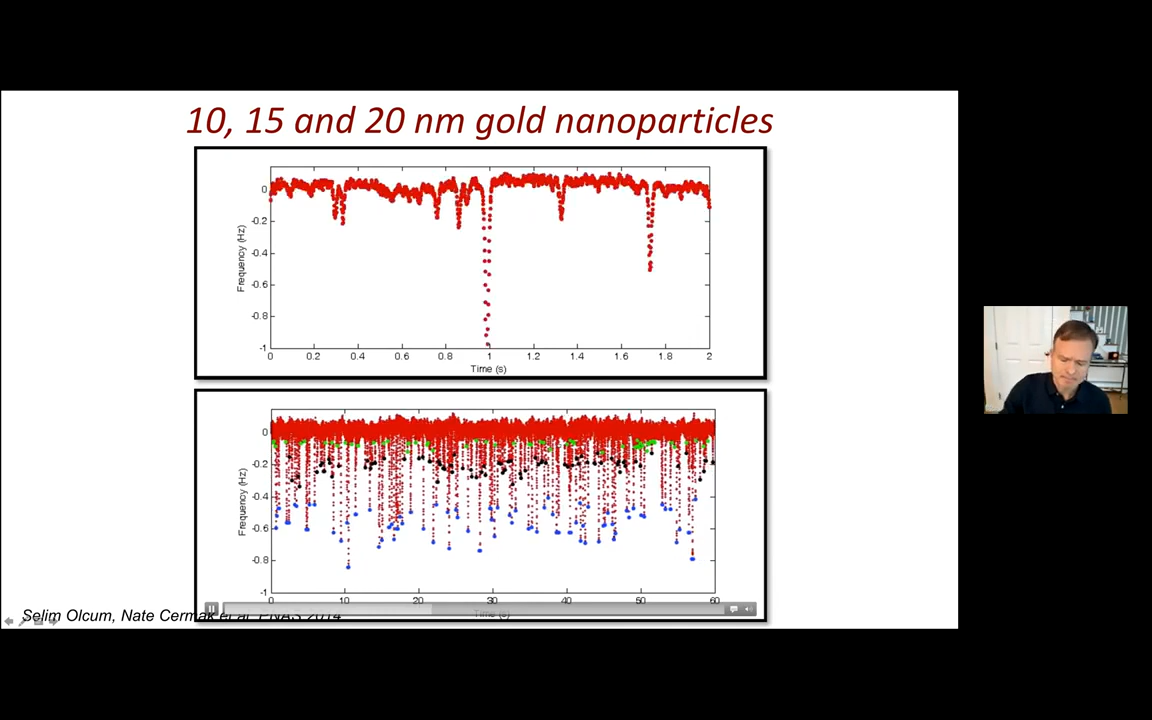 10, 15 and 20 nm gold nanoparticles
Frequency (Hz)
0
-0.2
-0.4
-0.6
-0.8
-1
0 0.2 0.4 0.6 0.8 1 1.2 1.4 1.6 1.8 2
Time (s)
Frequency (Hz)
0
-0.2
-0.4
-0.6
-0.8
-1
0 10 20 30 40 50 60
Time (s)
Selim Olcum, Nate Cermak et al. PNAS 2014